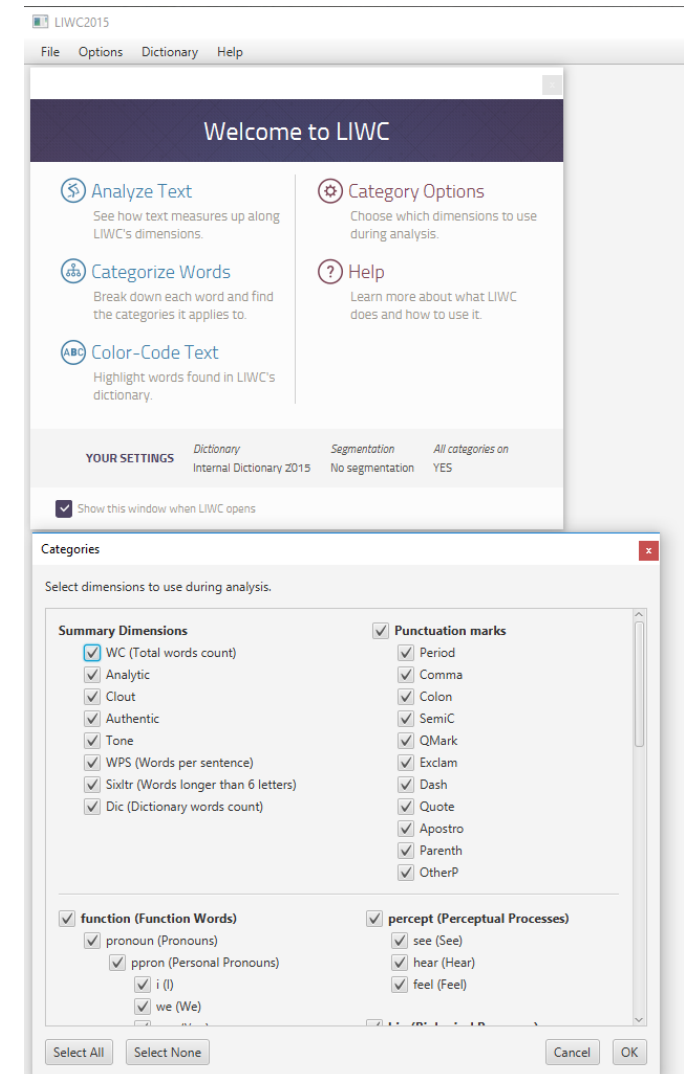 LIWC2015
File Options Dictionary Help
x
Welcome to LIWC
Analyze Text
See how text measures up along
LIWC's dimensions.
Categorize Words
Break down each word and find
the categories it applies to.
ABC Color-Code Text
Highlight words found in LIWC's
dictionary.
Category Options
Choose which dimensions to use
during analysis.
? Help
Learn more about what LIWC
does and how to use it.
YOUR SETTINGS
Dictionary
Internal Dictionary 2015
Segmentation
No segmentation
All categories on
YES
Show this window when LIWC opens
Categories
x
Select dimensions to use during analysis.
Summary Dimensions
WC (Total words count)
Analytic
Clout
Authentic
Tone
WPS (Words per sentence)
Sixltr (Words longer than 6 letters)
Dic (Dictionary words count)
Punctuation marks
Period
Comma
Colon
SemiC
QMark
Exclam
Dash
Quote
Apostro
Parenth
OtherP
function (Function Words)
pronoun (Pronouns)
ppron (Personal Pronouns)
i (I)
we (We)
percept (Perceptual Processes)
see (See)
hear (Hear)
feel (Feel)
Select All
Select None
Cancel
OK